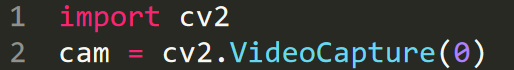 1 import cv2
2 cam = cv2.VideoCapture(0)